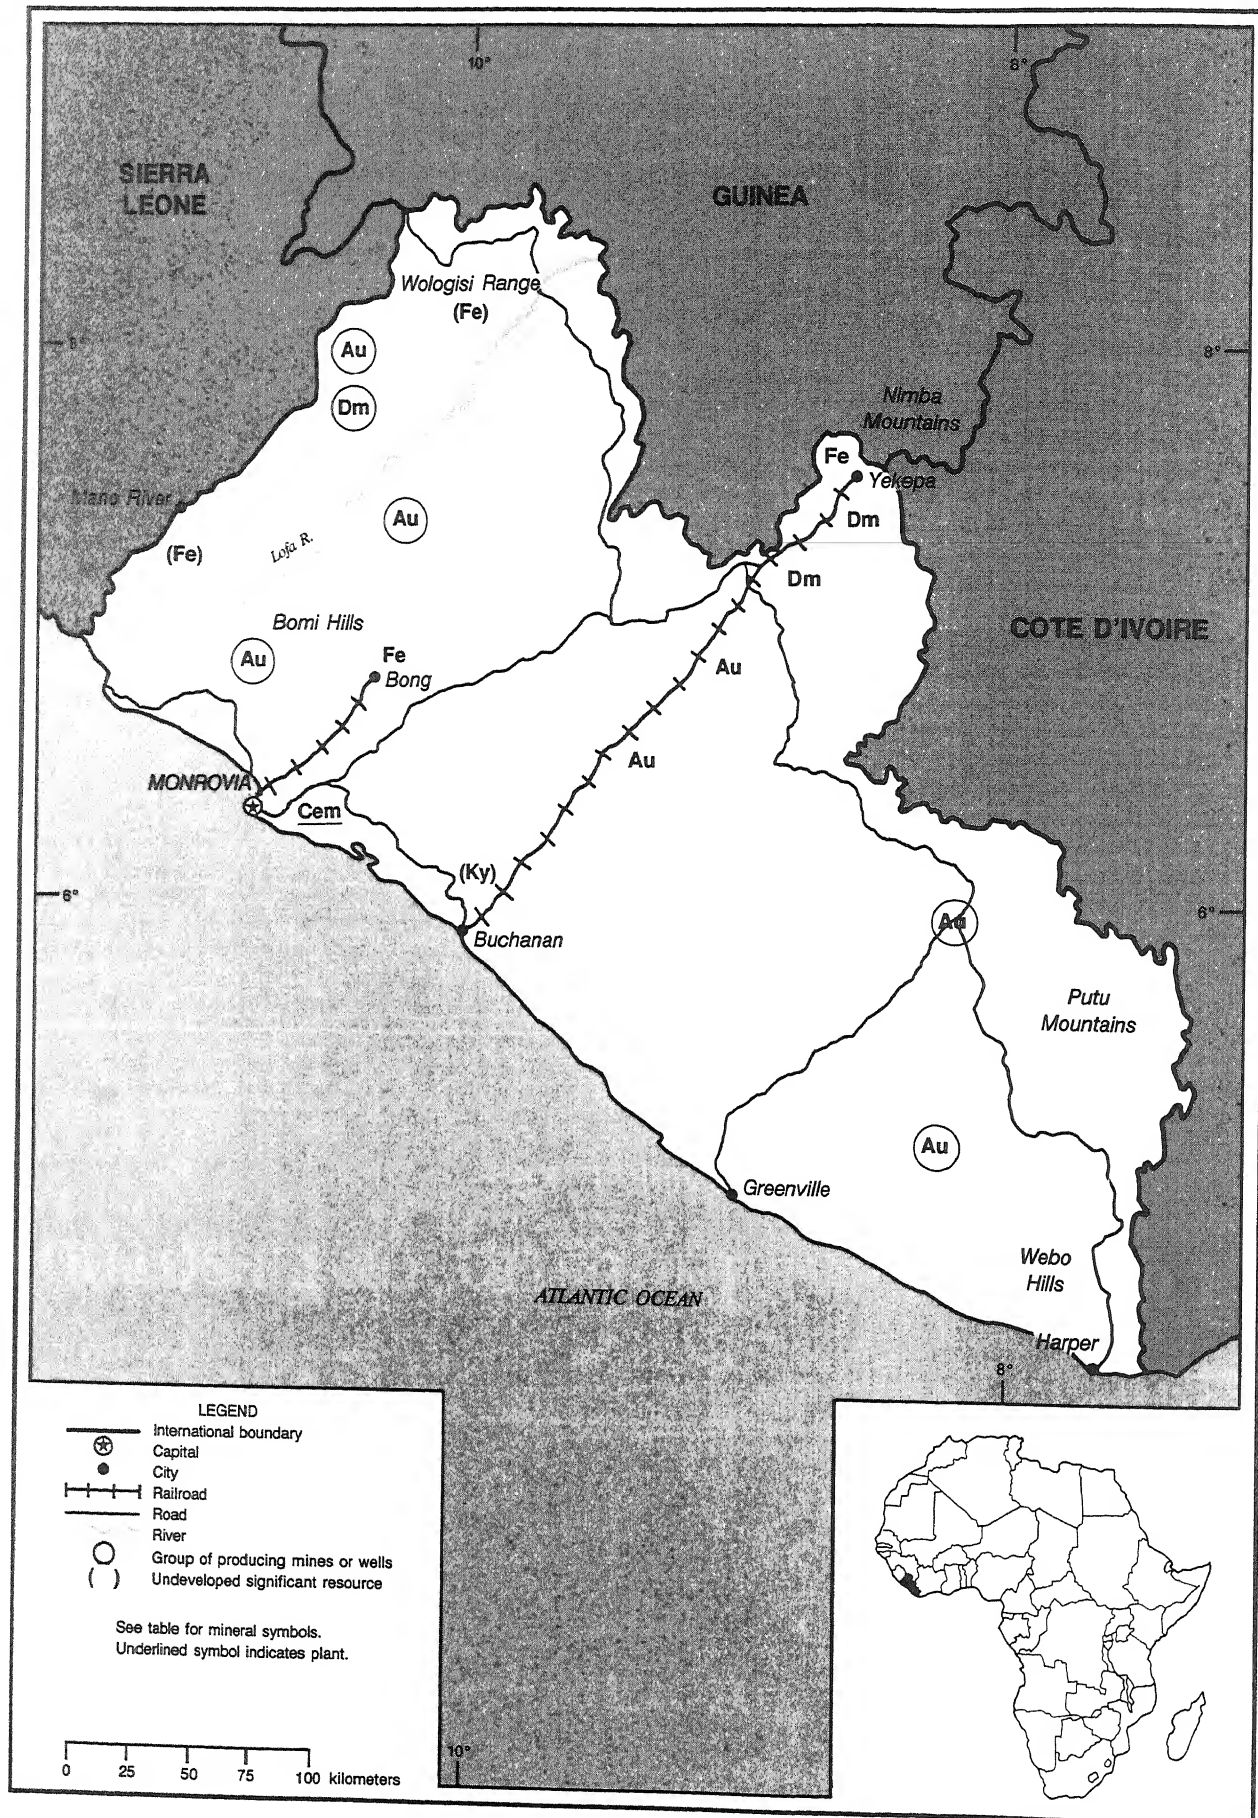 10°
8°
SIERRA
LEONE
GUINEA
Wologisi Range
(Fe)
8°
Au
8°
Dm
Nimba
Mountains
Fe
Yekepa
Mano River
Au
Dm
(Fe)
Lofa R.
Dm
Bomi Hills
COTE D'IVOIRE
Au
Fe
Bong
Au
Au
MONROVIA
Cem
(Ky)
6°
6°
Au
Buchanan
Putu
Mountains
Au
Greenville
Webo
Hills
ATLANTIC OCEAN
Harper
8°
LEGEND
International boundary
Capital
City
Railroad
Road
River
Group of producing mines or wells
Undeveloped significant resource
See table for mineral symbols.
Underlined symbol indicates plant.
10°
0 25 50 75 100 kilometers